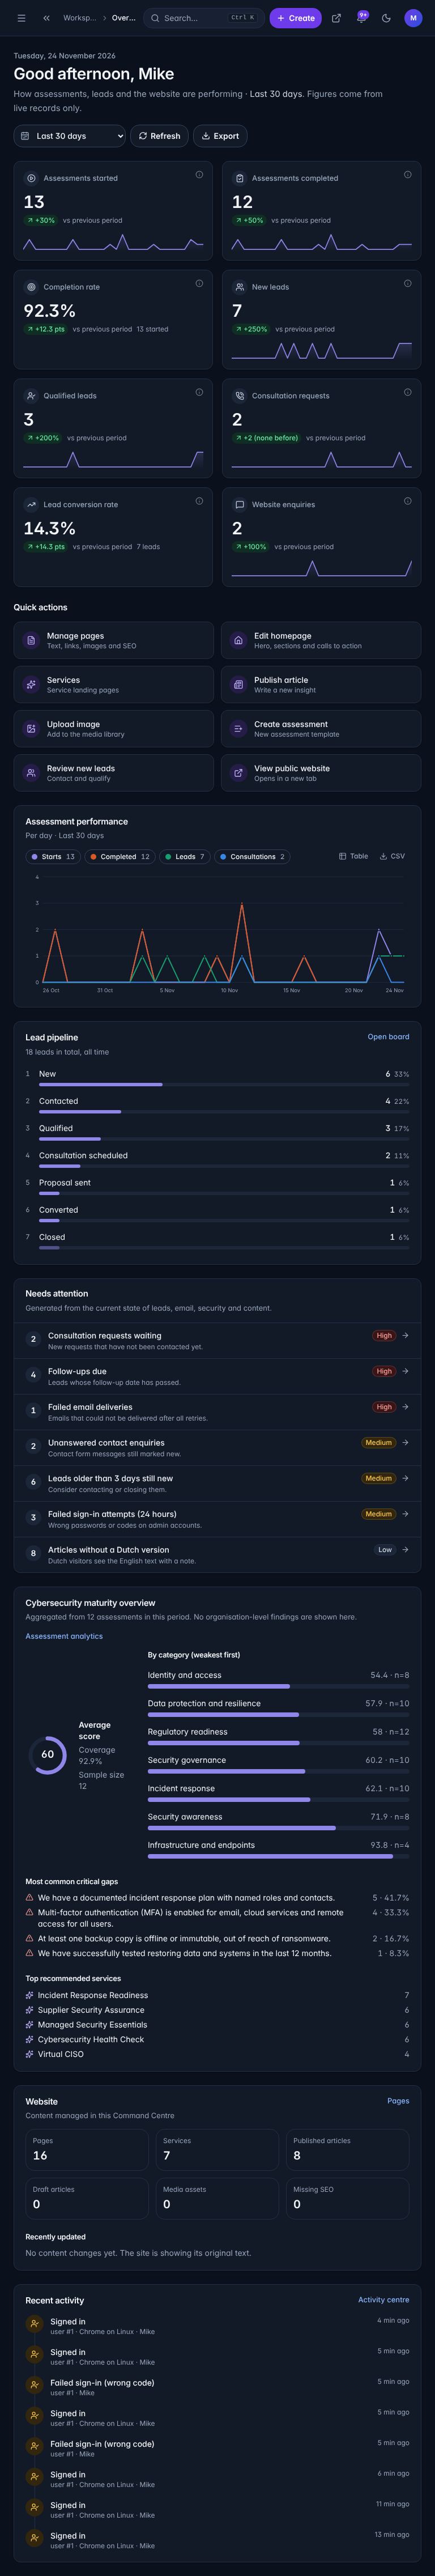 Worksp... > Over...
Search...
Ctrl K
+ Create
9+
M
Tuesday, 24 November 2026
Good afternoon, Mike
How assessments, leads and the website are performing · Last 30 days. Figures come from
live records only.
Last 30 days
Refresh
Export
Assessments started
13
+30% vs previous period
Assessments completed
12
+50% vs previous period
Completion rate
92.3%
+12.3 pts vs previous period 13 started
New leads
7
+250% vs previous period
Qualified leads
3
+200% vs previous period
Consultation requests
2
+2 (none before) vs previous period
Lead conversion rate
14.3%
+14.3 pts vs previous period 7 leads
Website enquiries
2
+100% vs previous period
Quick actions
Manage pages
Text, links, images and SEO
Edit homepage
Hero, sections and calls to action
Services
Service landing pages
Publish article
Write a new insight
Upload image
Add to the media library
Create assessment
New assessment template
Review new leads
Contact and qualify
View public website
Opens in a new tab
Assessment performance
Per day · Last 30 days
Starts 13
Completed 12
Leads 7
Consultations 2
Table
CSV
4
3
2
1
0
26 Oct 31 Oct 5 Nov 10 Nov 15 Nov 20 Nov 24 Nov
Lead pipeline
Open board
18 leads in total, all time
1 New 6 33%
2 Contacted 4 22%
3 Qualified 3 17%
4 Consultation scheduled 2 11%
5 Proposal sent 1 6%
6 Converted 1 6%
7 Closed 1 6%
Needs attention
Generated from the current state of leads, email, security and content.
2 Consultation requests waiting High
New requests that have not been contacted yet.
4 Follow-ups due High
Leads whose follow-up date has passed.
1 Failed email deliveries High
Emails that could not be delivered after all retries.
2 Unanswered contact enquiries Medium
Contact form messages still marked new.
6 Leads older than 3 days still new Medium
Consider contacting or closing them.
3 Failed sign-in attempts (24 hours) Medium
Wrong passwords or codes on admin accounts.
8 Articles without a Dutch version Low
Dutch visitors see the English text with a note.
Cybersecurity maturity overview
Aggregated from 12 assessments in this period. No organisation-level findings are shown here.
Assessment analytics
60
Average
score
Coverage
92.9%
Sample size
12
By category (weakest first)
Identity and access 54.4 · n=8
Data protection and resilience 57.9 · n=10
Regulatory readiness 58 · n=12
Security governance 60.2 · n=10
Incident response 62.1 · n=10
Security awareness 71.9 · n=8
Infrastructure and endpoints 93.8 · n=4
Most common critical gaps
We have a documented incident response plan with named roles and contacts. 5 · 41.7%
Multi-factor authentication (MFA) is enabled for email, cloud services and remote 4 · 33.3%
access for all users.
At least one backup copy is offline or immutable, out of reach of ransomware. 2 · 16.7%
We have successfully tested restoring data and systems in the last 12 months. 1 · 8.3%
Top recommended services
Incident Response Readiness 7
Supplier Security Assurance 6
Managed Security Essentials 6
Cybersecurity Health Check 6
Virtual CISO 4
Website
Pages
Content managed in this Command Centre
Pages
16
Services
7
Published articles
8
Draft articles
0
Media assets
0
Missing SEO
0
Recently updated
No content changes yet. The site is showing its original text.
Recent activity
Activity centre
Signed in 4 min ago
user #1 · Chrome on Linux · Mike
Signed in 5 min ago
user #1 · Chrome on Linux · Mike
Failed sign-in (wrong code) 5 min ago
user #1 · Mike
Signed in 5 min ago
user #1 · Chrome on Linux · Mike
Failed sign-in (wrong code) 5 min ago
user #1 · Mike
Signed in 6 min ago
user #1 · Chrome on Linux · Mike
Signed in 11 min ago
user #1 · Chrome on Linux · Mike
Signed in 13 min ago
user #1 · Chrome on Linux · Mike